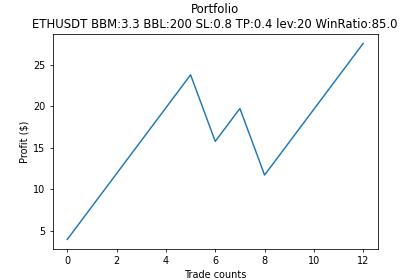 Portfolio
ETHUSDT BBM:3.3 BBL:200 SL:0.8 TP:0.4 lev:20 WinRatio:85.0
25
20
15
10
5
Profit ($)
0 2 4 6 8 10 12
Trade counts